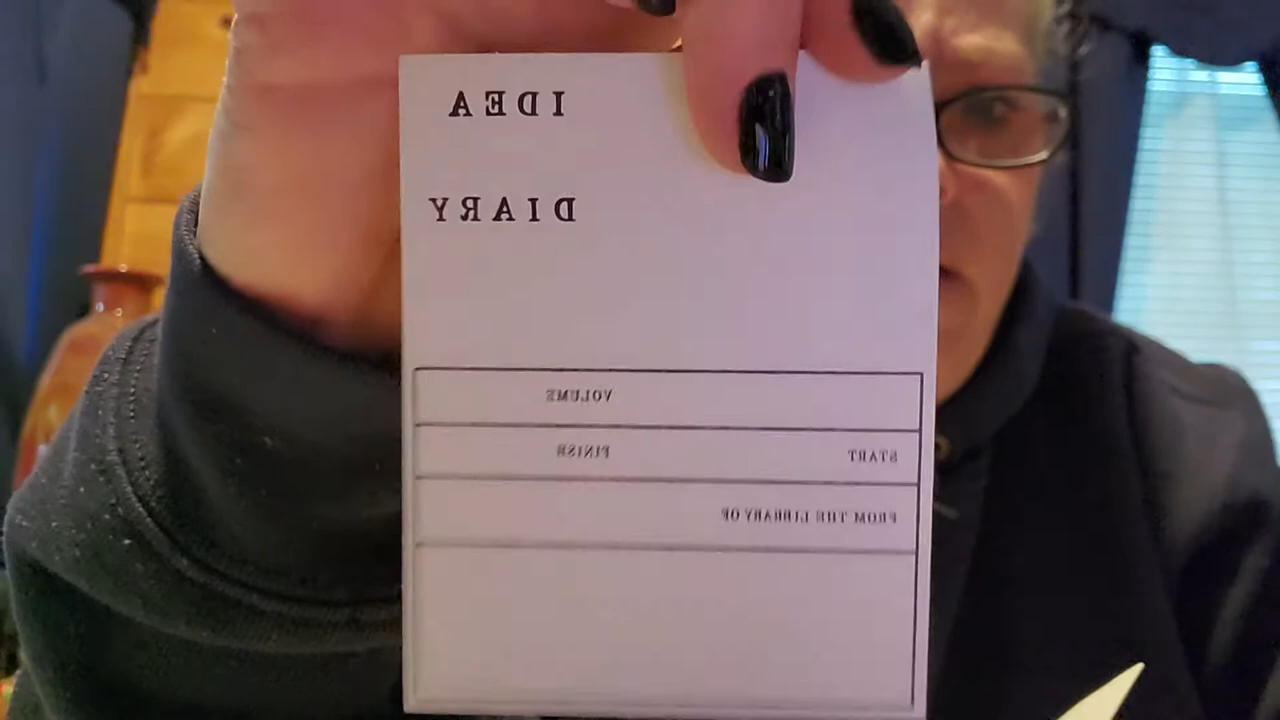 IDEA
DIARY
VOLUME
START FINISH
FROM THE LIBRARY OF